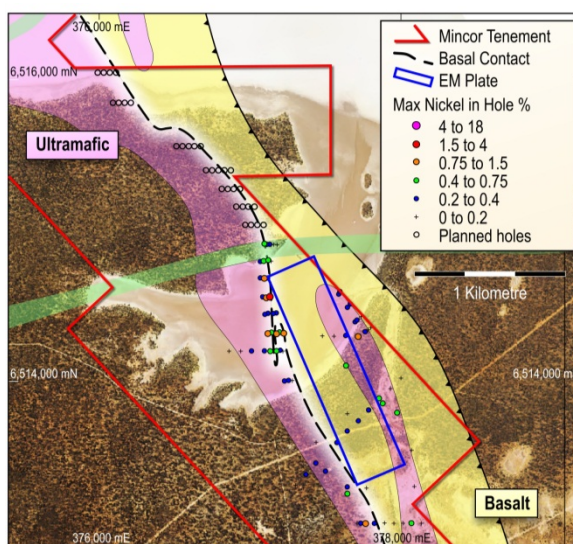 376,000 mE
6,516,000 mN
Ultramafic
Mincor Tenement
Basal Contact
EM Plate
Max Nickel in Hole %
4 to 18
1.5 to 4
0.75 to 1.5
0.4 to 0.75
0.2 to 0.4
0 to 0.2
Planned holes
1 Kilometre
6,514,000 mN
6,514,000 mN
Basalt
376,000 mE
378,000 mE